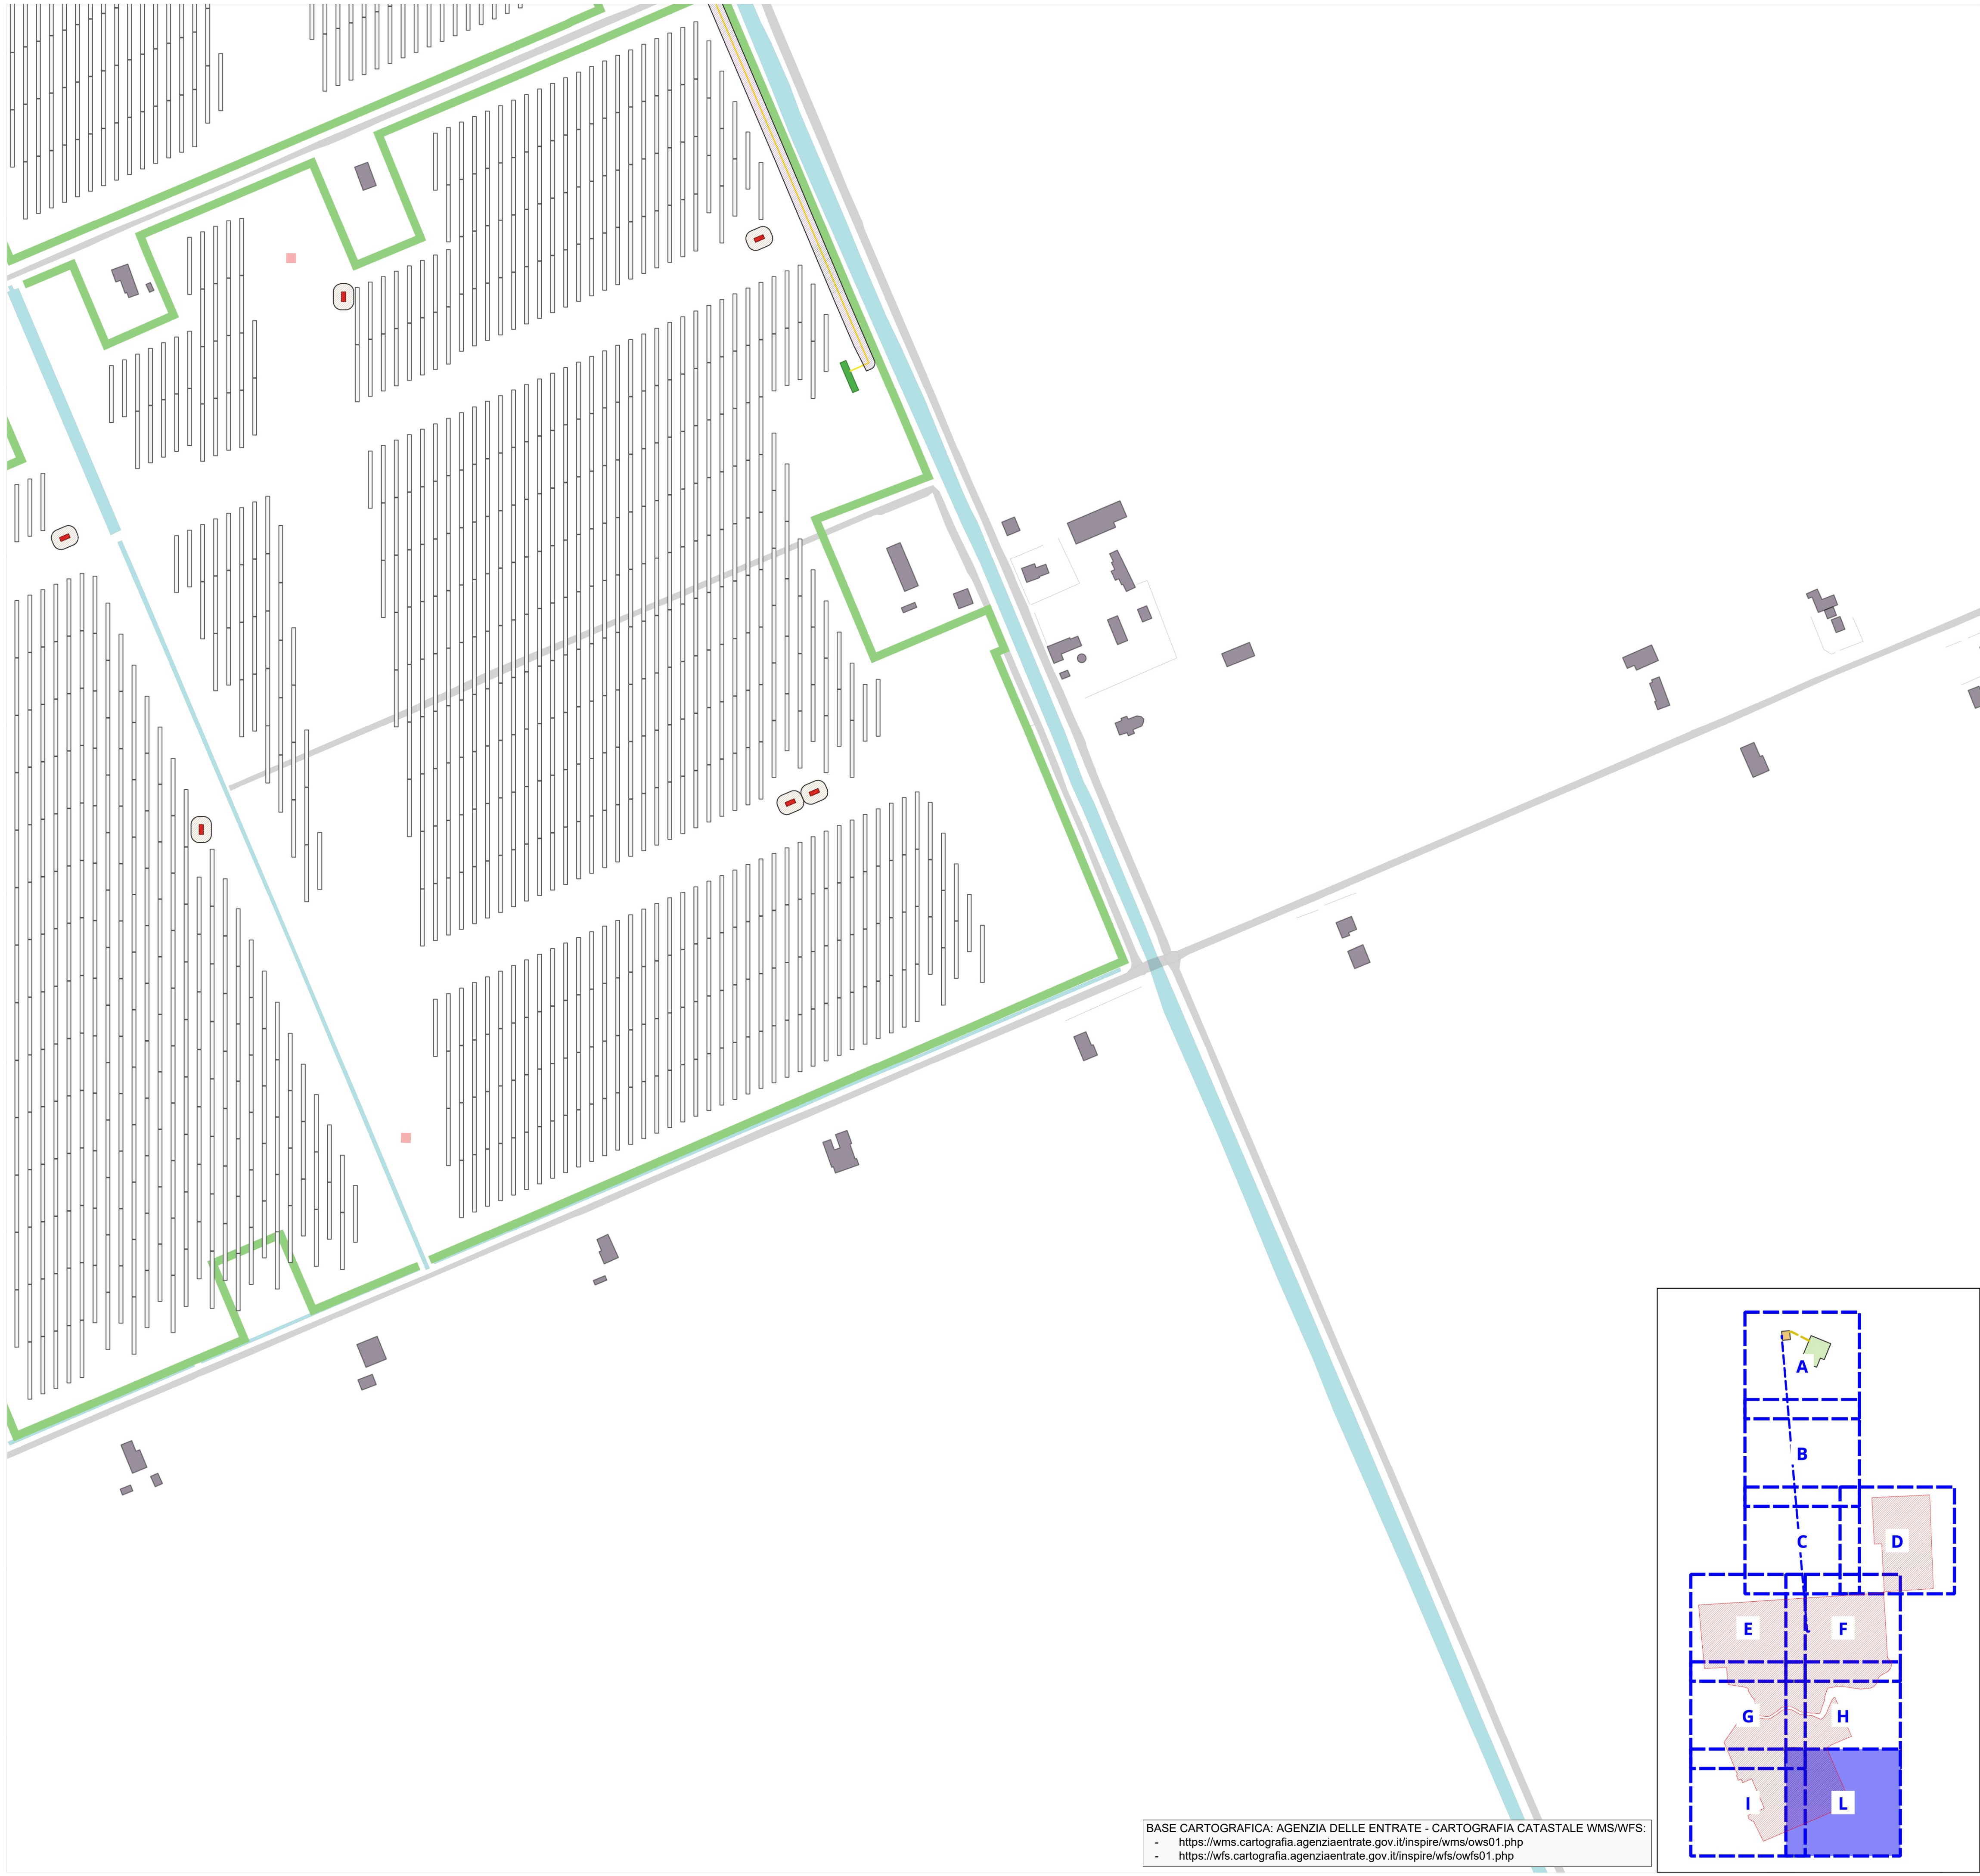 BASE CARTOGRAFICA: AGENZIA DELLE ENTRATE - CARTOGRAFIA CATASTALE WMS/WFS:
- https://wms.cartografia.agenziaentrate.gov.it/inspire/wms/ows01.php
- https://wfs.cartografia.agenziaentrate.gov.it/inspire/wfs/owfs01.php
A
B
C D
E F
G H
I L